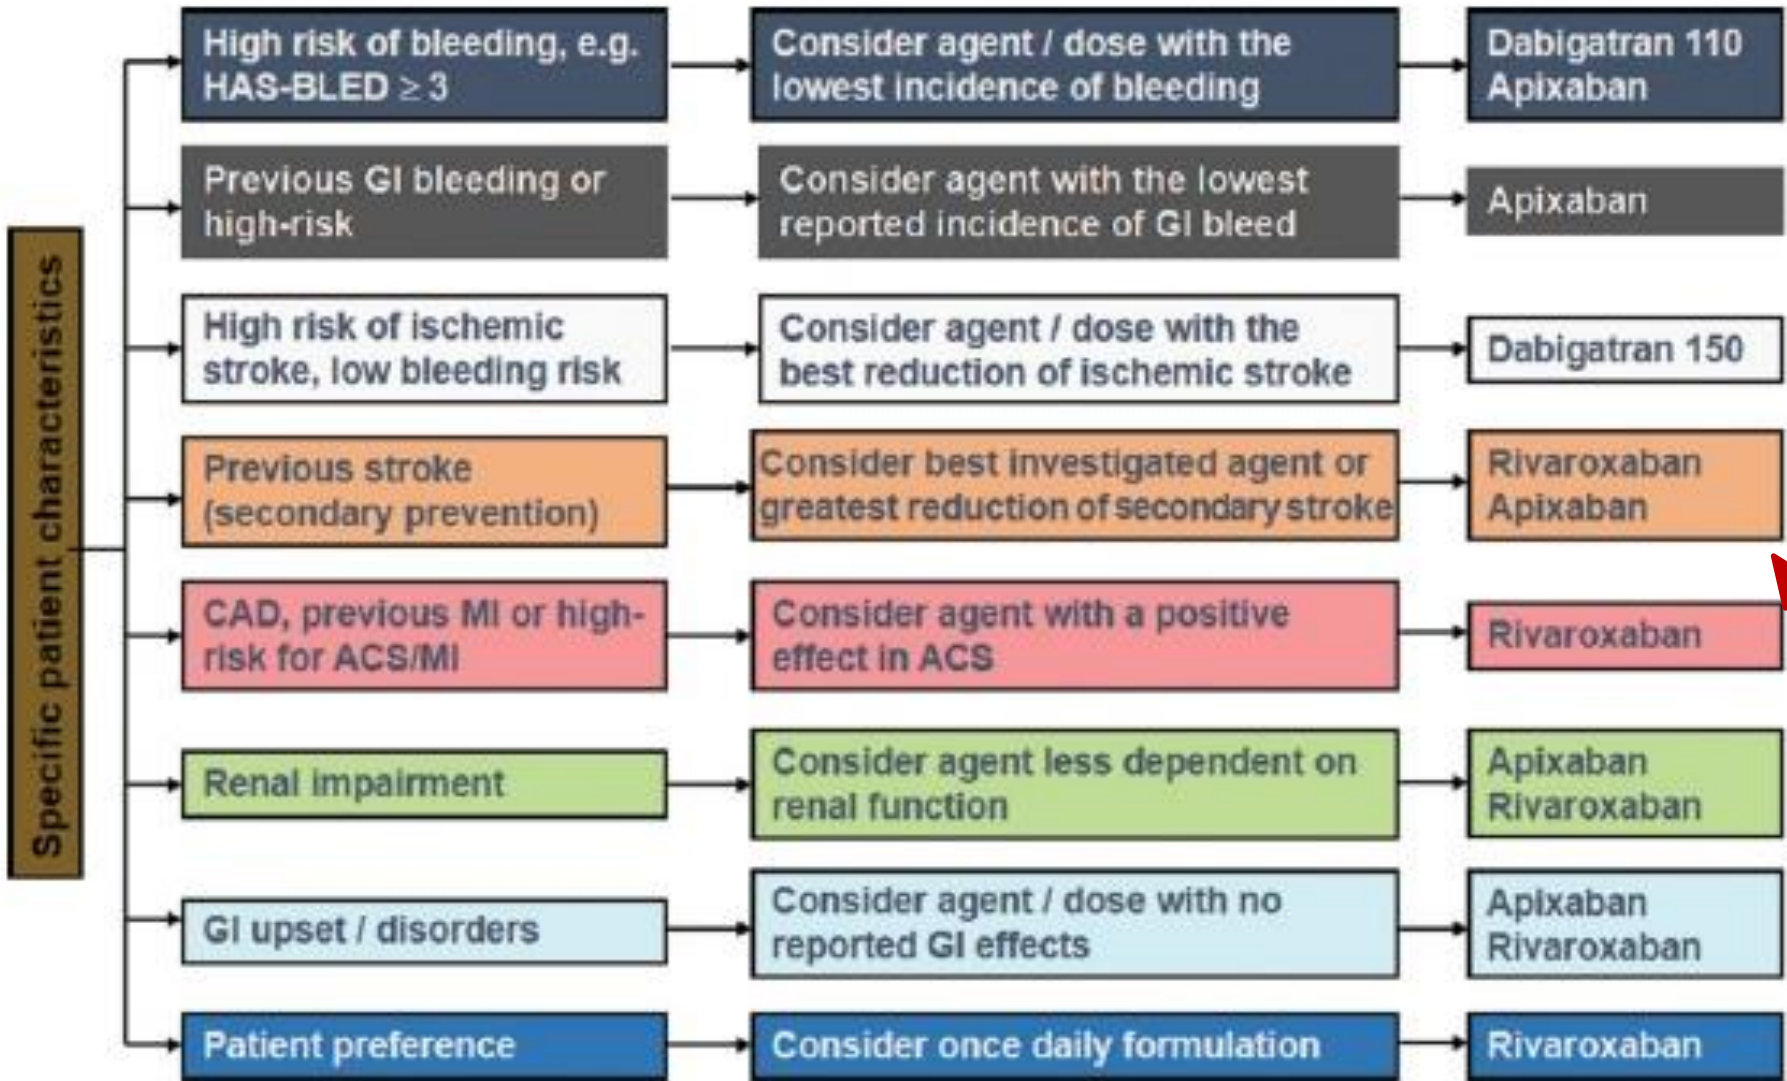 Specific patient characteristics
High risk of bleeding, e.g.
HAS-BLED ≥ 3
Consider agent / dose with the
lowest incidence of bleeding
Dabigatran 110
Apixaban
Previous GI bleeding or
high-risk
Consider agent with the lowest
reported incidence of GI bleed
Apixaban
High risk of ischemic
stroke, low bleeding risk
Consider agent / dose with the
best reduction of ischemic stroke
Dabigatran 150
Previous stroke
(secondary prevention)
Consider best investigated agent or
greatest reduction of secondary stroke
Rivaroxaban
Apixaban
CAD, previous MI or high-
risk for ACS/MI
Consider agent with a positive
effect in ACS
Rivaroxaban
Renal impairment
Consider agent less dependent on
renal function
Apixaban
Rivaroxaban
GI upset / disorders
Consider agent / dose with no
reported GI effects
Apixaban
Rivaroxaban
Patient preference
Consider once daily formulation
Rivaroxaban